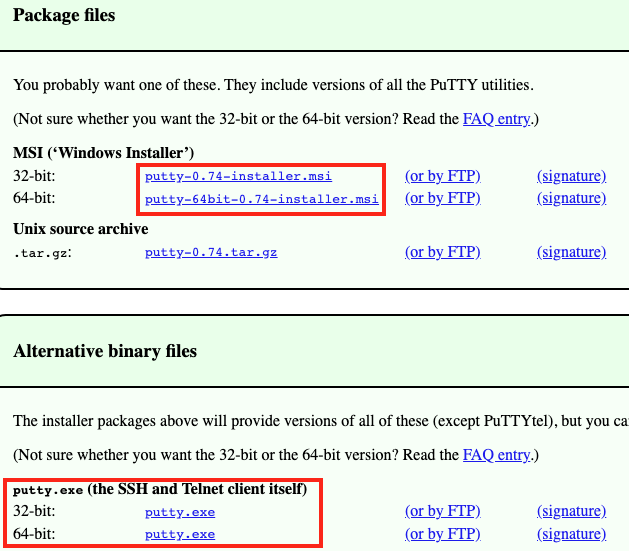 Package files
You probably want one of these. They include versions of all the PuTTY utilities.
(Not sure whether you want the 32-bit or the 64-bit version? Read the FAQ entry.)
MSI (‘Windows Installer’)
32-bit: putty-0.74-installer.msi (or by FTP) (signature)
64-bit: putty-64bit-0.74-installer.msi (or by FTP) (signature)
Unix source archive
.tar.gz: putty-0.74.tar.gz (or by FTP) (signature)
Alternative binary files
The installer packages above will provide versions of all of these (except PuTTYtel), but you ca
(Not sure whether you want the 32-bit or the 64-bit version? Read the FAQ entry.)
putty.exe (the SSH and Telnet client itself)
32-bit: putty.exe (or by FTP) (signature)
64-bit: putty.exe (or by FTP) (signature)